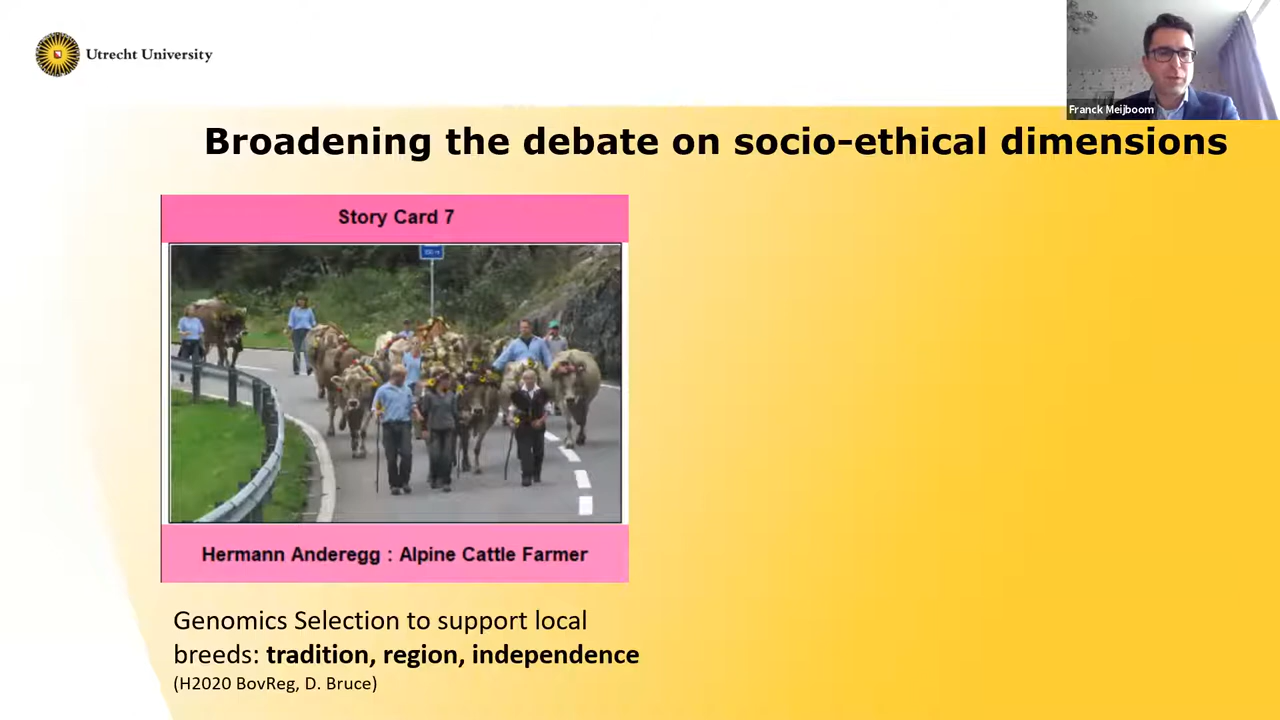 Utrecht University
Franck Meijboom
Broadening the debate on socio-ethical dimensions
Story Card 7
Hermann Anderegg : Alpine Cattle Farmer
Genomics Selection to support local
breeds: tradition, region, independence
(H2020 BovReg, D. Bruce)